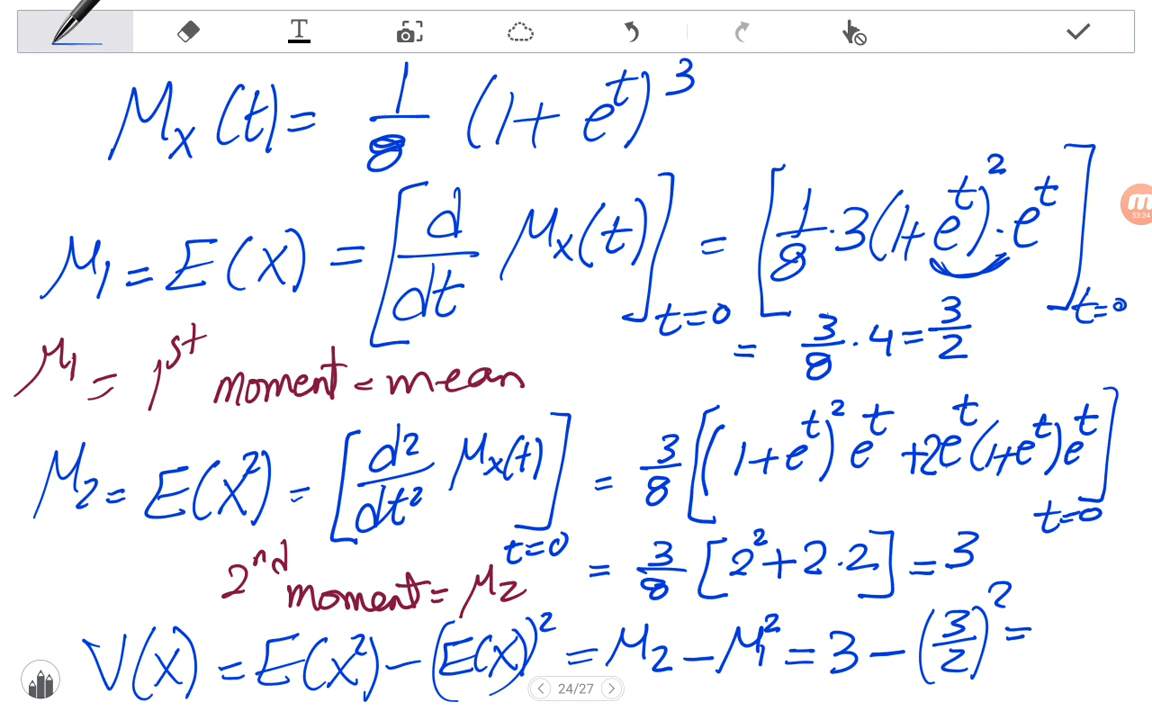 T
M_X(t) = 1/8 (1+e^t)^3
μ_1 = E(X) = [d/dt M_X(t)]_{t=0} = [1/8 · 3(1+e^t)^2 · e^t]_{t=0}
= 3/8 · 4 = 3/2
μ_1 = 1st moment = mean
μ_2 = E(X^2) = [d^2/dt^2 M_X(t)]_{t=0} = 3/8 [(1+e^t)^2 e^t + 2e^t(1+e^t)e^t]_{t=0}
= 3/8 [2^2 + 2·2] = 3
2nd moment = μ_2
V(X) = E(X^2) − (E(X))^2 = μ_2 − μ_1^2 = 3 − (3/2)^2 =
24/27
53:24